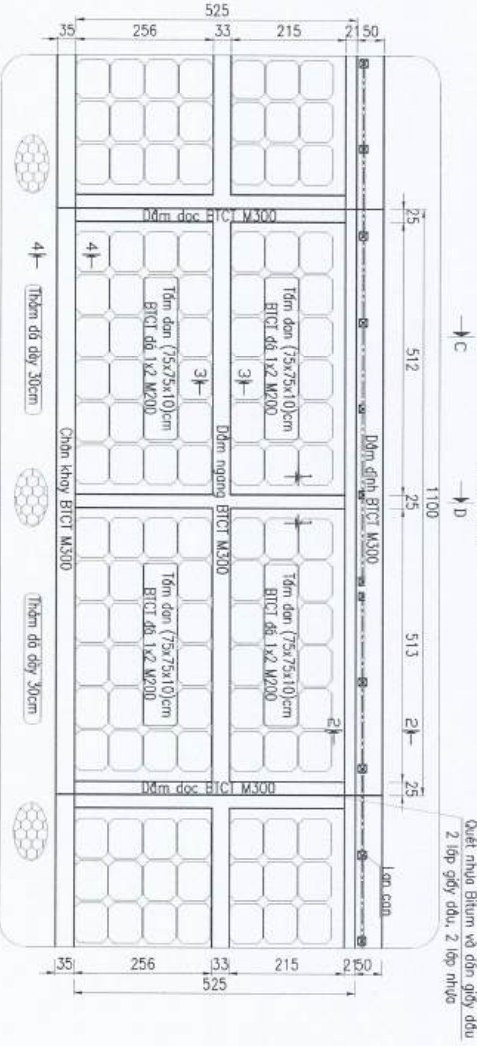 525
35
256
33
215
2150
Quét nhựa Bitum và dán giấy dầu
2 lớp giấy dầu, 2 lớp nhựa
Lan can
C
D
1100
25
512
25
513
25
Dầm đỉnh BTCT M300
Dầm dọc BTCT M300
Tấm đan (75x75x10)cm
BTCT đá 1x2 M200
Tấm đan (75x75x10)cm
BTCT đá 1x2 M200
1
1
2
2
3
3
Dầm ngang BTCT M300
Tấm đan (75x75x10)cm
BTCT đá 1x2 M200
Tấm đan (75x75x10)cm
BTCT đá 1x2 M200
Dầm dọc BTCT M300
4
4
Chân khay BTCT M300
Thảm đá dày 30cm
Thảm đá dày 30cm
35
256
33
215
2150
525